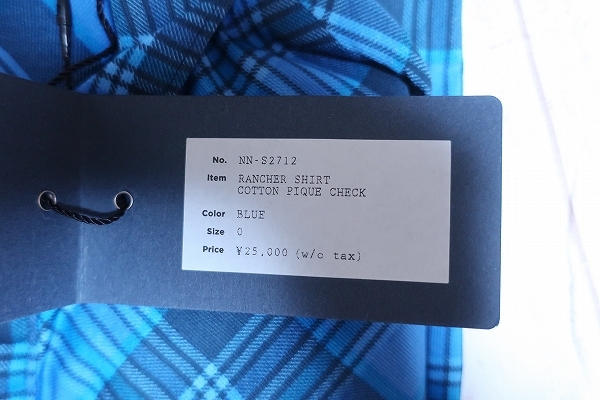 No. NN-S2712
Item RANCHER SHIRT
COTTON PIQUE CHECK
Color BLUE
Size 0
Price ¥25,000 (w/o tax)